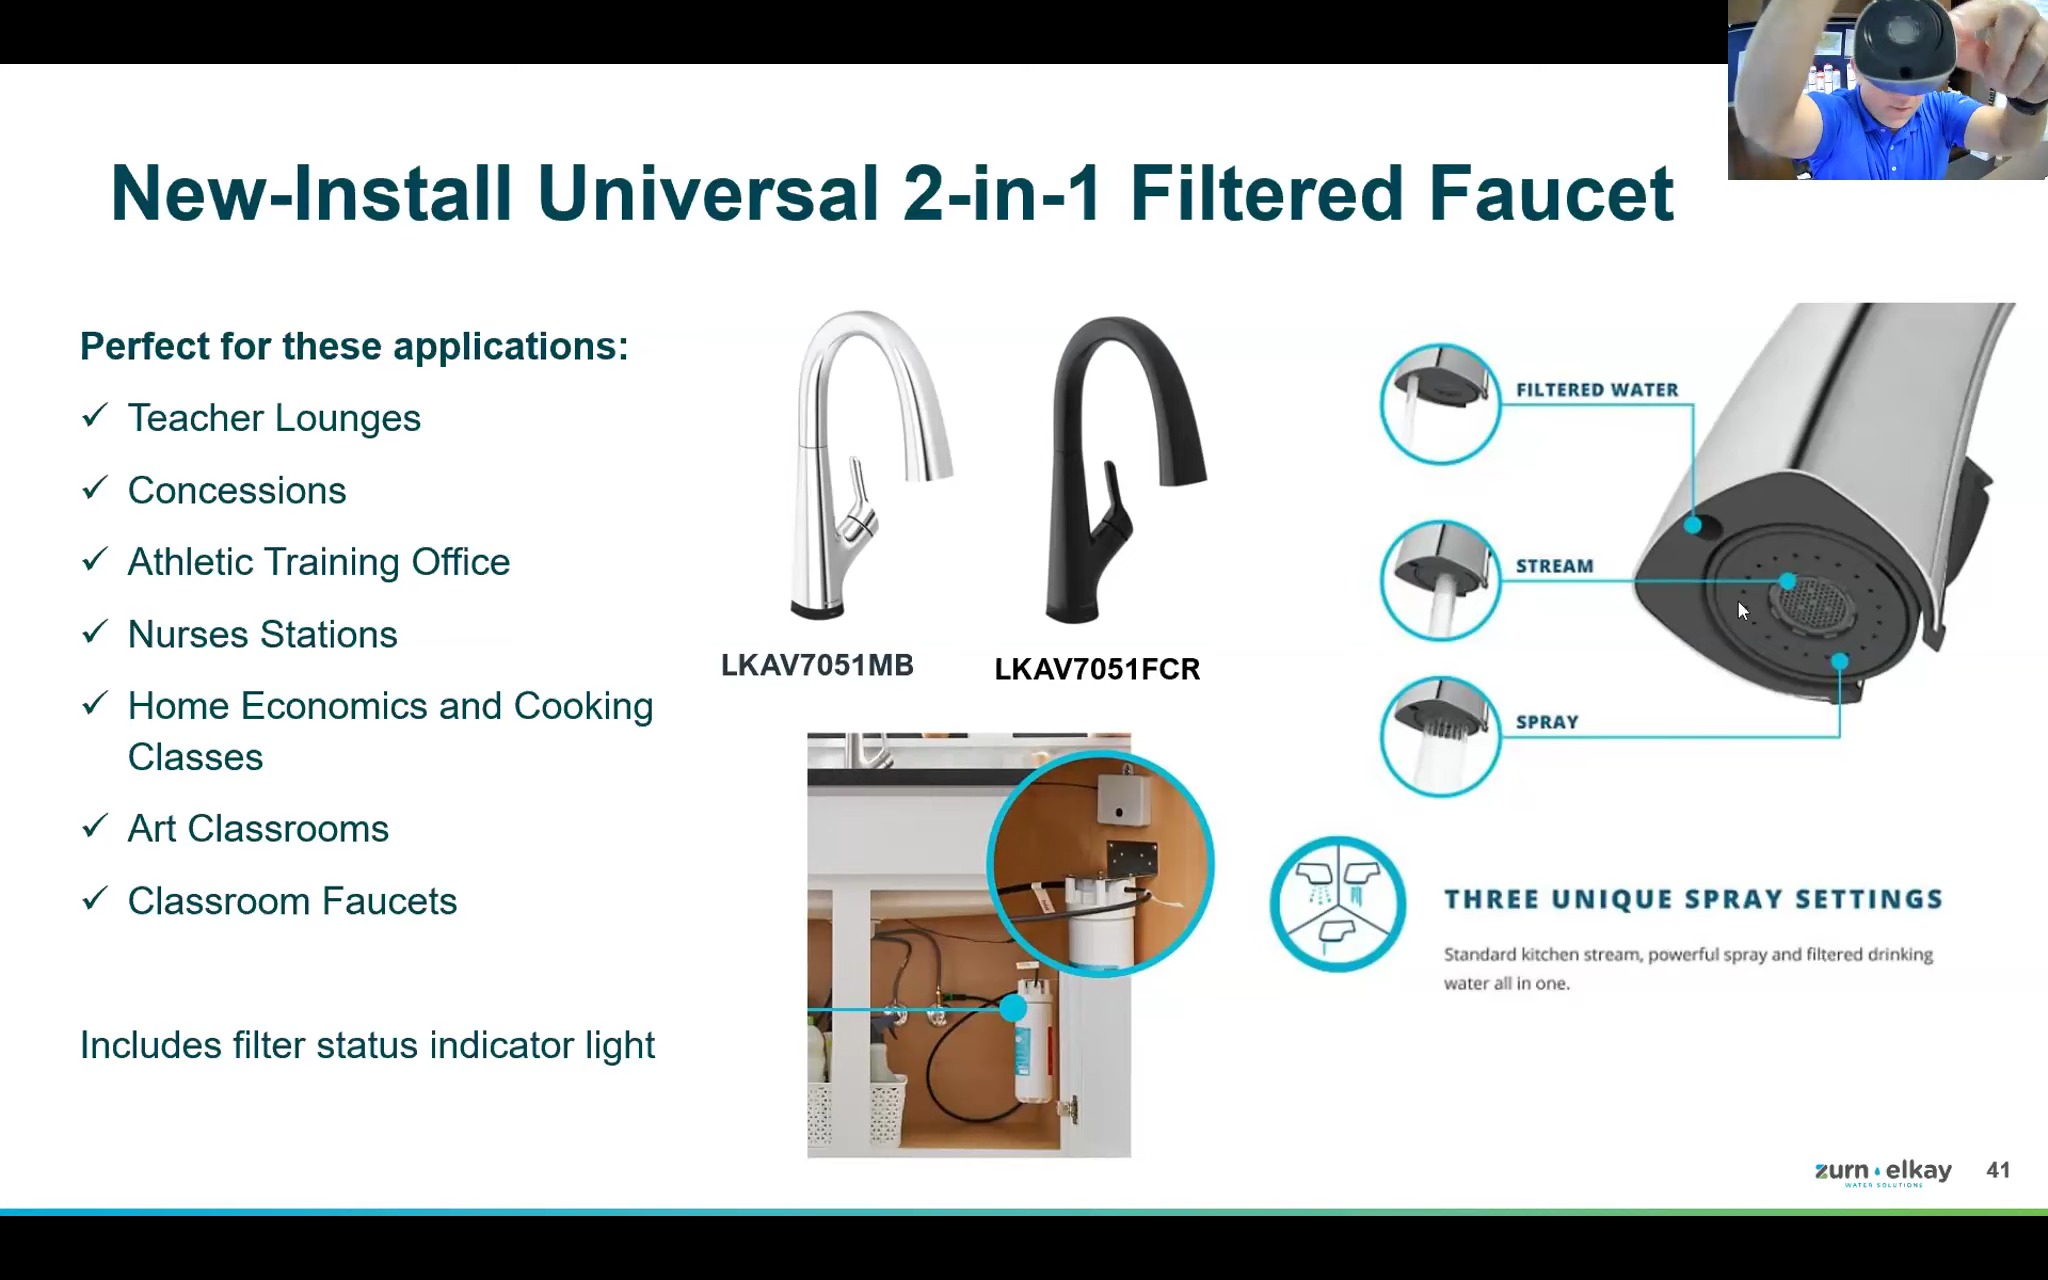 New-Install Universal 2-in-1 Filtered Faucet
Perfect for these applications:
✓ Teacher Lounges
✓ Concessions
✓ Athletic Training Office
✓ Nurses Stations
✓ Home Economics and Cooking
Classes
✓ Art Classrooms
✓ Classroom Faucets
Includes filter status indicator light
LKAV7051MB
LKAV7051FCR
FILTERED WATER
STREAM
SPRAY
THREE UNIQUE SPRAY SETTINGS
Standard kitchen stream, powerful spray and filtered drinking
water all in one.
zurn elkay
WATER SOLUTIONS
41